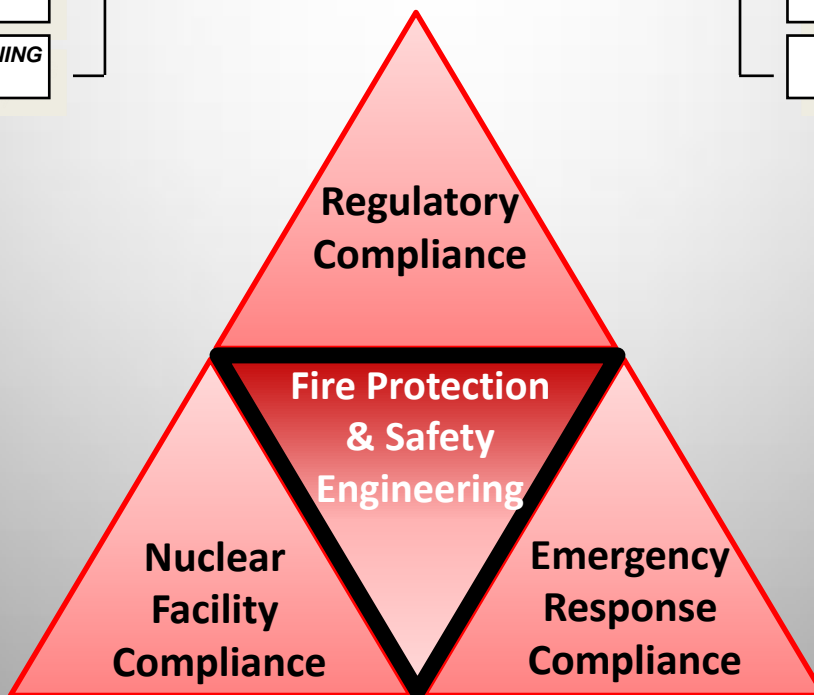 Regulatory
Compliance
Fire Protection
& Safety
Engineering
Nuclear
Facility
Compliance
Emergency
Response
Compliance